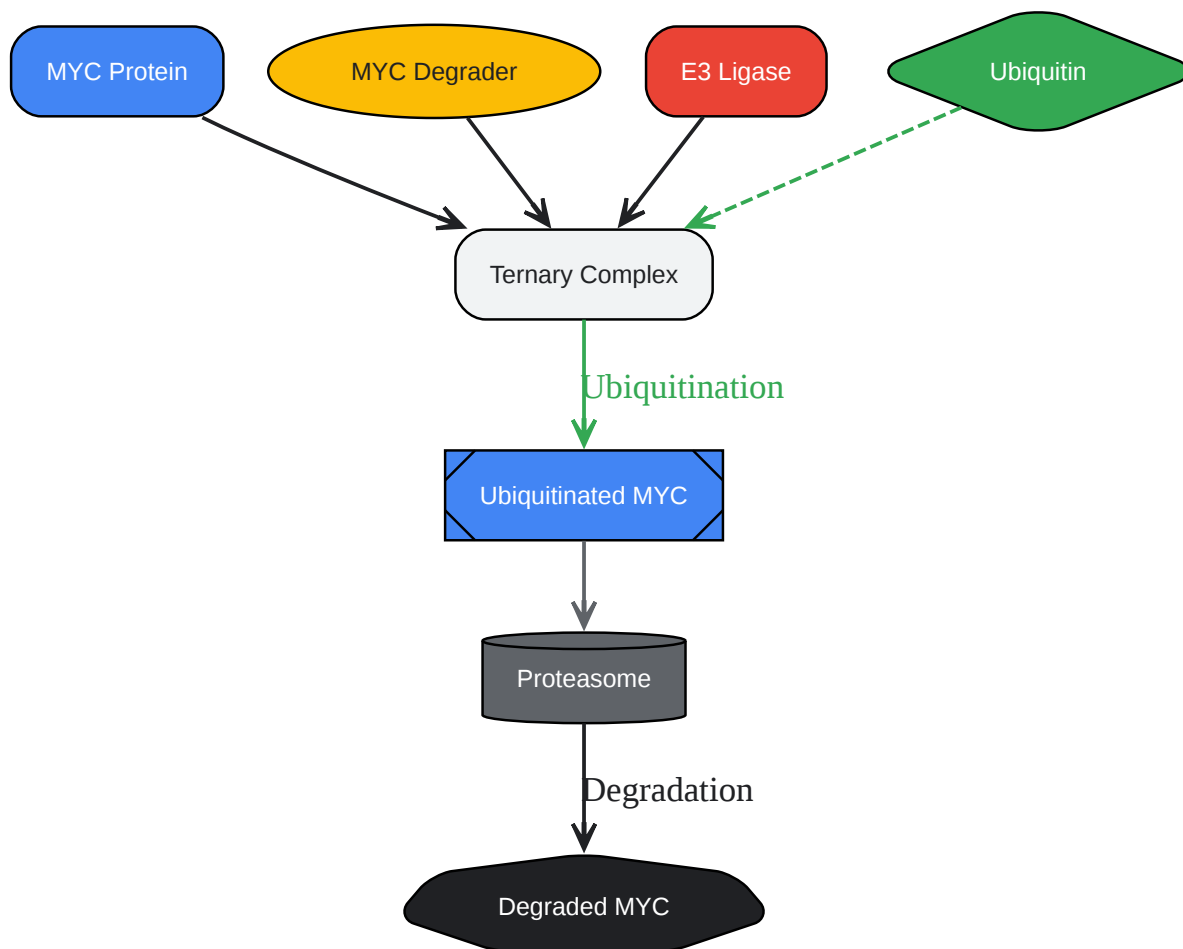 MYC Protein
MYC Degrader
E3 Ligase
Ubiquitin
Ternary Complex
Ubiquitination
Ubiquitinated MYC
Proteasome
Degradation
Degraded MYC